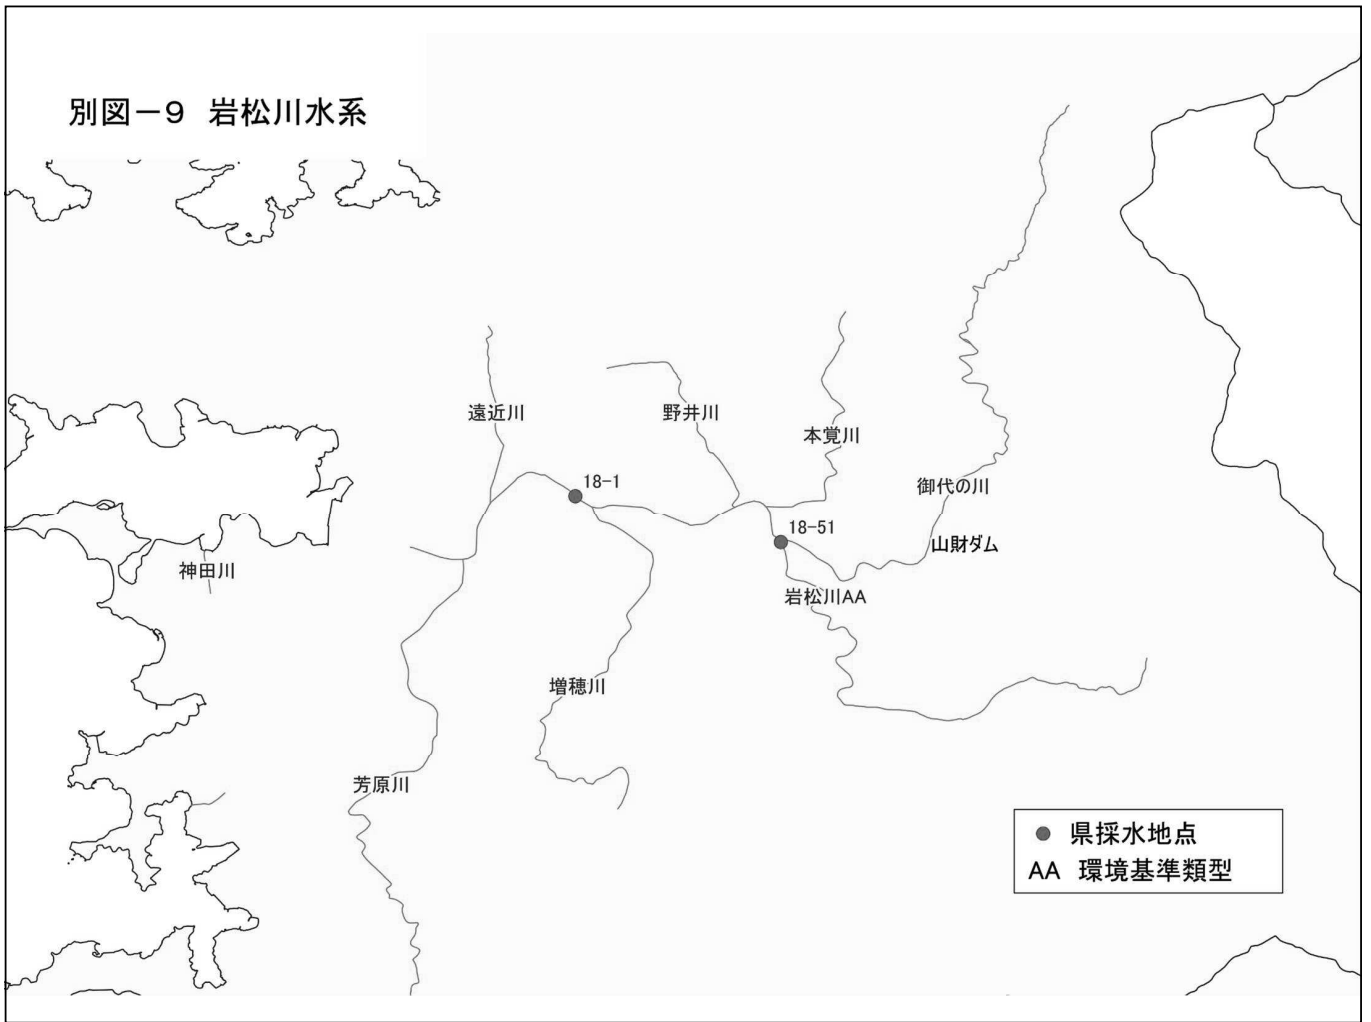 別図－９ 岩松川水系
遠近川
野井川
本覚川
18-1
御代の川
18-51
山財ダム
神田川
岩松川AA
増穂川
芳原川
県採水地点
AA 環境基準類型